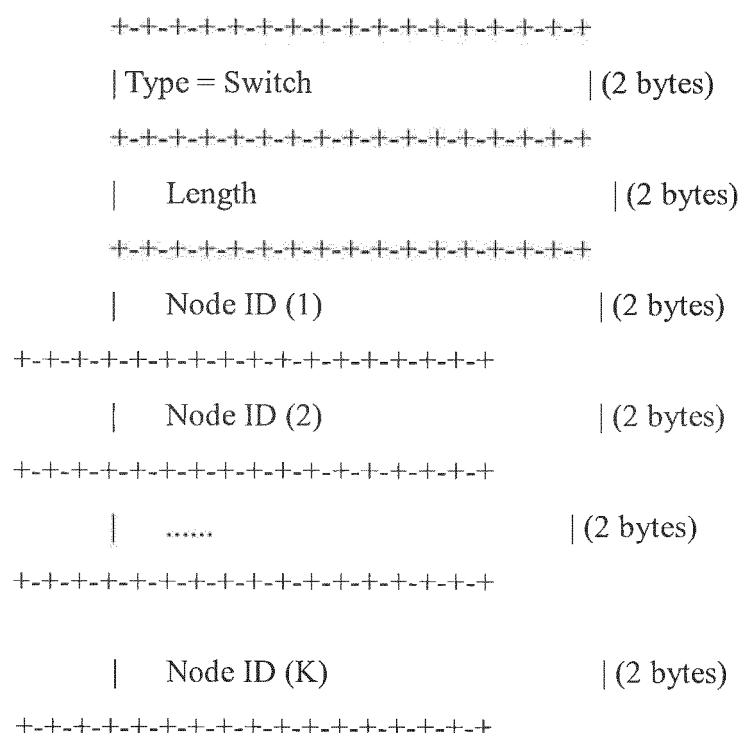 +-+-+-+-+-+-+-+-+-+-+-+-+-+-+-+-+
| Type = Switch | (2 bytes)
+-+-+-+-+-+-+-+-+-+-+-+-+-+-+-+-+
| Length | (2 bytes)
+-+-+-+-+-+-+-+-+-+-+-+-+-+-+-+-+
| Node ID (1) | (2 bytes)
+-+-+-+-+-+-+-+-+-+-+-+-+-+-+-+-+
| Node ID (2) | (2 bytes)
+-+-+-+-+-+-+-+-+-+-+-+-+-+-+-+-+
| ...... | (2 bytes)
+-+-+-+-+-+-+-+-+-+-+-+-+-+-+-+-+
| Node ID (K) | (2 bytes)
+-+-+-+-+-+-+-+-+-+-+-+-+-+-+-+-+